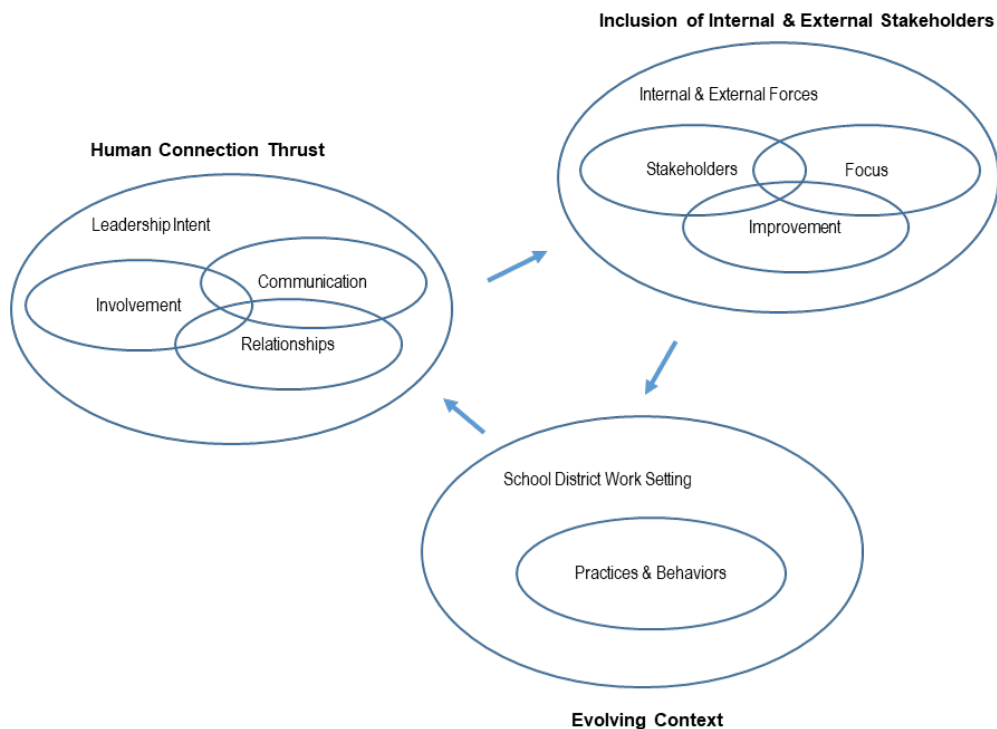 Inclusion of Internal & External Stakeholders
Internal & External Forces
Stakeholders
Focus
Improvement
Human Connection Thrust
Leadership Intent
Communication
Involvement
Relationships
School District Work Setting
Practices & Behaviors
Evolving Context